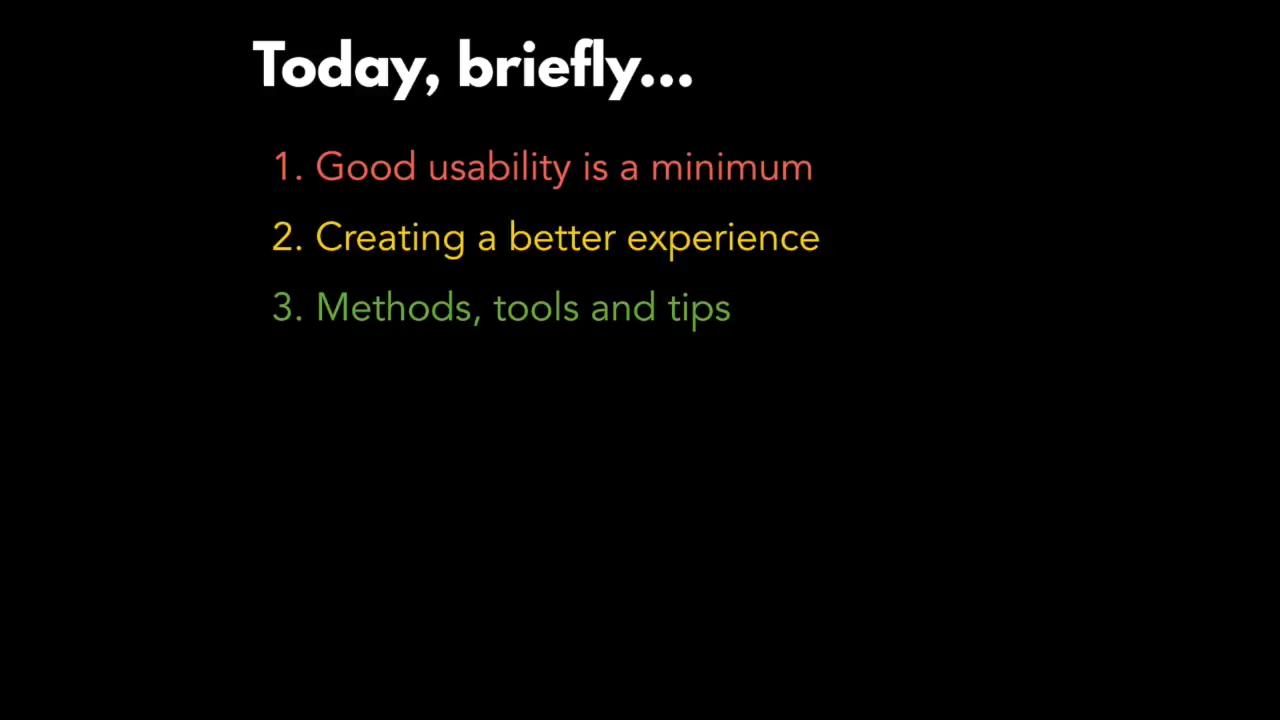 Today, briefly...
1. Good usability is a minimum
2. Creating a better experience
3. Methods, tools and tips